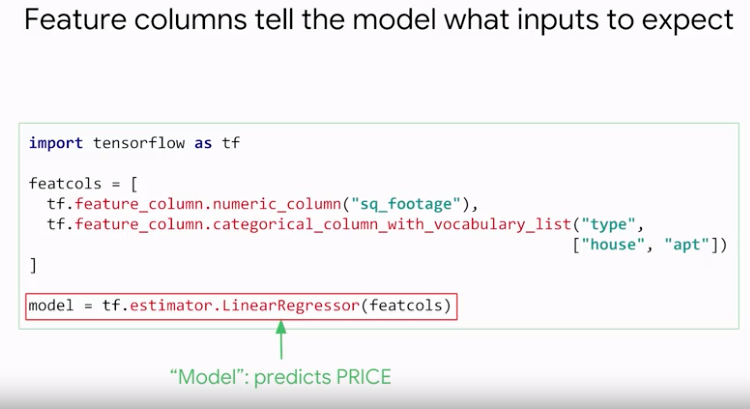 Feature columns tell the model what inputs to expect
import tensorflow as tf
featcols = [
  tf.feature_column.numeric_column("sq_footage"),
  tf.feature_column.categorical_column_with_vocabulary_list("type",
                                                            ["house", "apt"])
]
model = tf.estimator.LinearRegressor(featcols)
“Model”: predicts PRICE